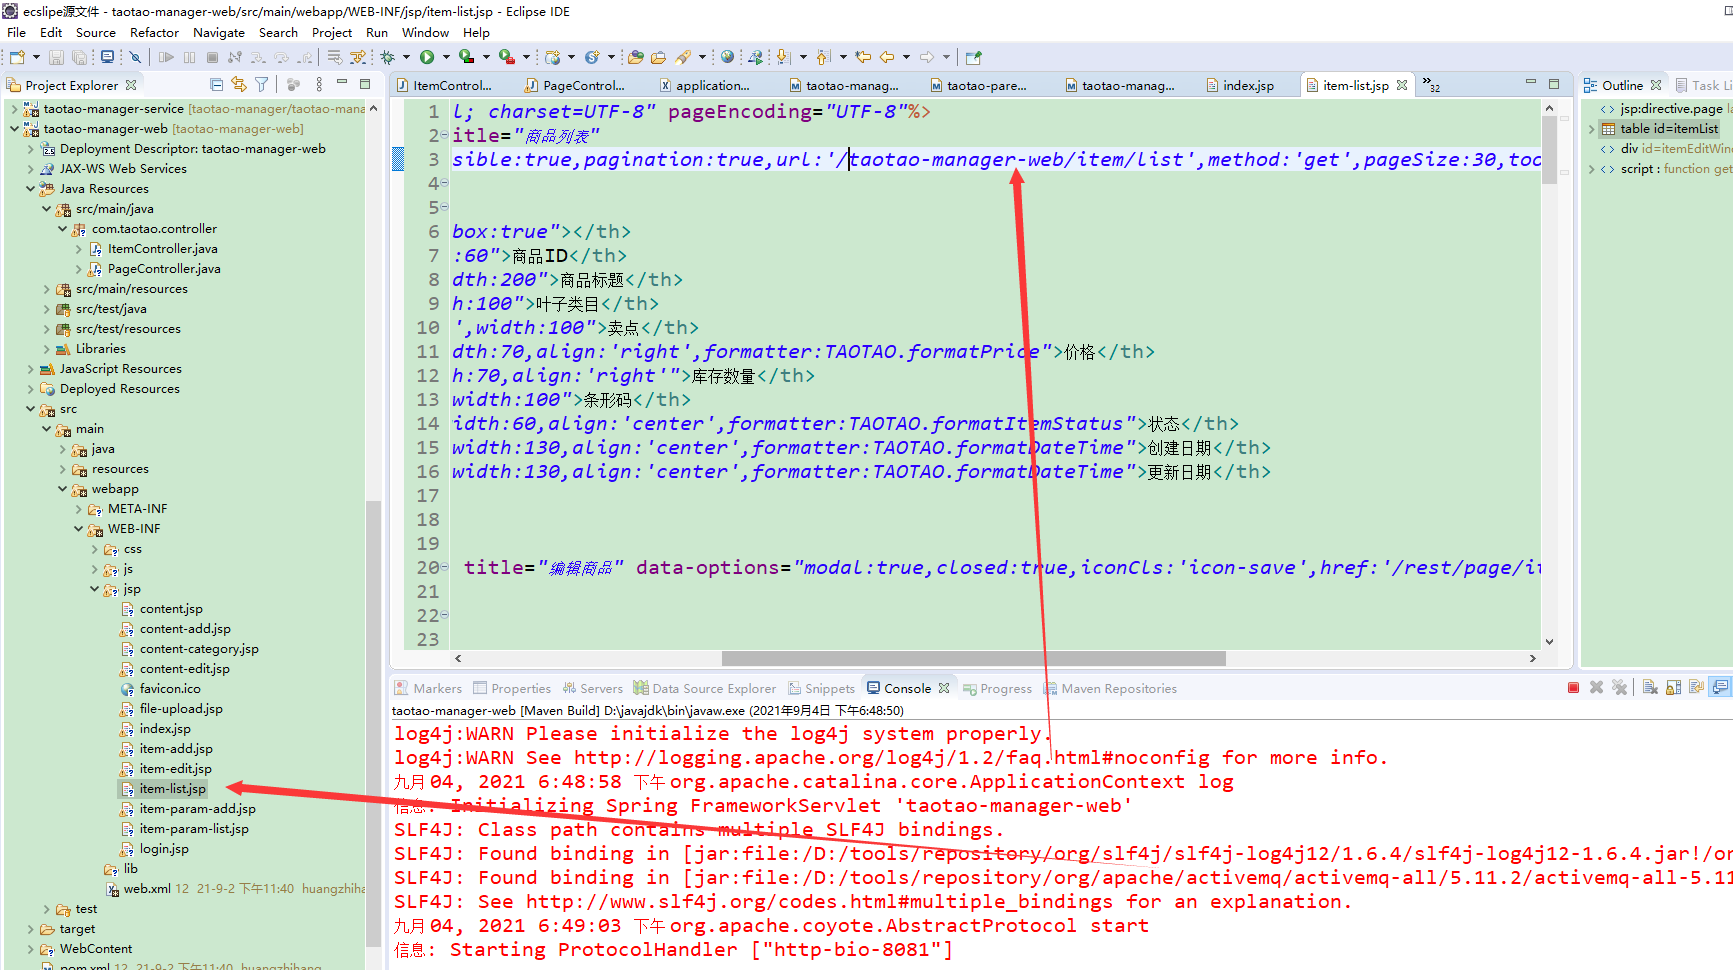 ecslipe源文件 - taotao-manager-web/src/main/webapp/WEB-INF/jsp/item-list.jsp - Eclipse IDE
File Edit Source Refactor Navigate Search Project Run Window Help
Project Explorer
taotao-manager-service [taotao-manager/taotao-mana
taotao-manager-web [taotao-manager-web]
Deployment Descriptor: taotao-manager-web
JAX-WS Web Services
Java Resources
src/main/java
com.taotao.controller
ItemController.java
PageController.java
src/main/resources
src/test/java
src/test/resources
Libraries
JavaScript Resources
Deployed Resources
src
main
java
resources
webapp
META-INF
WEB-INF
css
js
jsp
content.jsp
content-add.jsp
content-category.jsp
content-edit.jsp
favicon.ico
file-upload.jsp
index.jsp
item-add.jsp
item-edit.jsp
item-list.jsp
item-param-add.jsp
item-param-list.jsp
login.jsp
lib
web.xml 12 21-9-2 下午11:40 huangzhiha
test
target
WebContent
pom.xml 12 21-9-2 下午11:40 huangzhihang
ItemControl... PageControl... application... taotao-manag... taotao-pare... taotao-manag... index.jsp item-list.jsp »32
1 l; charset=UTF-8" pageEncoding="UTF-8"%>
2 itle="商品列表"
3 sible:true,pagination:true,url:'/taotao-manager-web/item/list',method:'get',pageSize:30,too
4
5
6 box:true"></th>
7 :60">商品ID</th>
8 dth:200">商品标题</th>
9 h:100">叶子类目</th>
10 ',width:100">卖点</th>
11 dth:70,align:'right',formatter:TAOTAO.formatPrice">价格</th>
12 h:70,align:'right'">库存数量</th>
13 width:100">条形码</th>
14 idth:60,align:'center',formatter:TAOTAO.formatItemStatus">状态</th>
15 width:130,align:'center',formatter:TAOTAO.formatDateTime">创建日期</th>
16 width:130,align:'center',formatter:TAOTAO.formatDateTime">更新日期</th>
17
18
19
20 title="编辑商品" data-options="modal:true,closed:true,iconCls:'icon-save',href:'/rest/page/it
21
22
23
Outline Task Li
jsp:directive.page la
table id=itemList
div id=itemEditWind
script : function get
Markers Properties Servers Data Source Explorer Snippets Console Progress Maven Repositories
taotao-manager-web [Maven Build] D:\javajdk\bin\javaw.exe (2021年9月4日 下午6:48:50)
log4j:WARN Please initialize the log4j system properly.
log4j:WARN See http://logging.apache.org/log4j/1.2/faq.html#noconfig for more info.
九月 04, 2021 6:48:58 下午 org.apache.catalina.core.ApplicationContext log
信息: Initializing Spring FrameworkServlet 'taotao-manager-web'
SLF4J: Class path contains multiple SLF4J bindings.
SLF4J: Found binding in [jar:file:/D:/tools/repository/org/slf4j/slf4j-log4j12/1.6.4/slf4j-log4j12-1.6.4.jar!/or
SLF4J: Found binding in [jar:file:/D:/tools/repository/org/apache/activemq/activemq-all/5.11.2/activemq-all-5.11
SLF4J: See http://www.slf4j.org/codes.html#multiple_bindings for an explanation.
九月 04, 2021 6:49:03 下午 org.apache.coyote.AbstractProtocol start
信息: Starting ProtocolHandler ["http-bio-8081"]